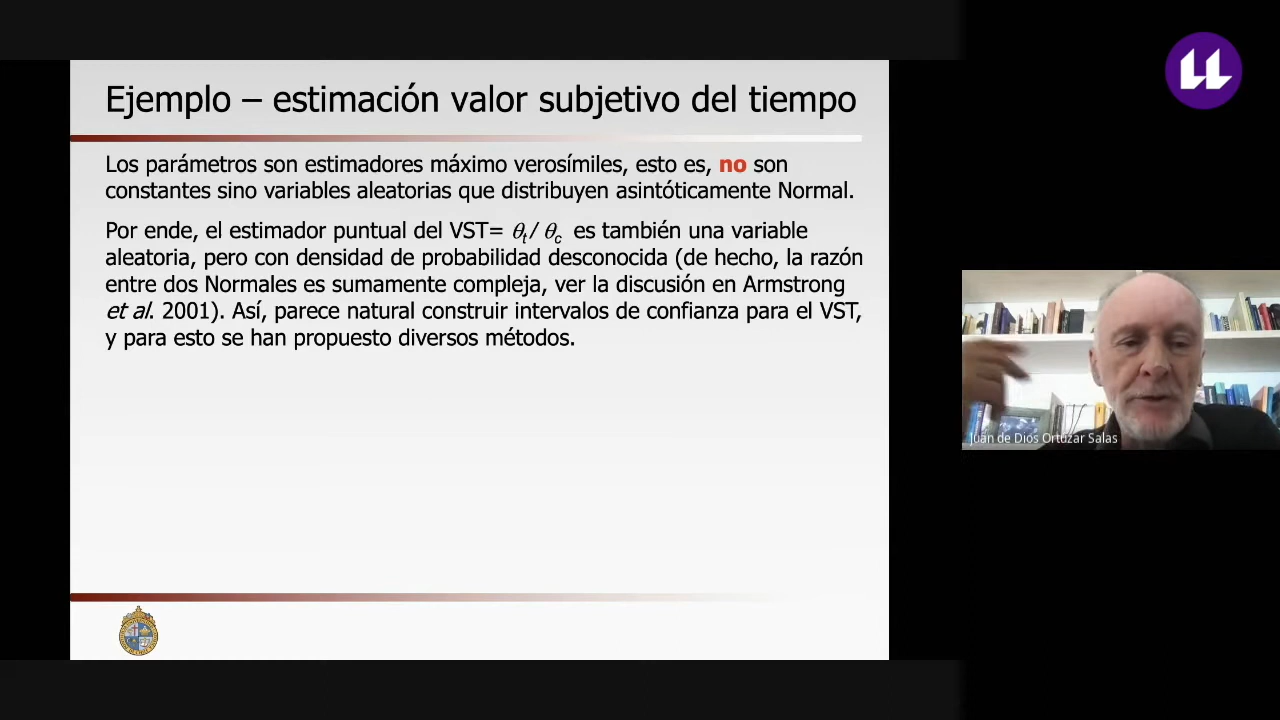 Ejemplo – estimación valor subjetivo del tiempo
Los parámetros son estimadores máximo verosímiles, esto es, no son
constantes sino variables aleatorias que distribuyen asintóticamente Normal.
Por ende, el estimador puntual del VST= θt/ θc es también una variable
aleatoria, pero con densidad de probabilidad desconocida (de hecho, la razón
entre dos Normales es sumamente compleja, ver la discusión en Armstrong
et al. 2001). Así, parece natural construir intervalos de confianza para el VST,
y para esto se han propuesto diversos métodos.
Juan de Dios Ortúzar Salas